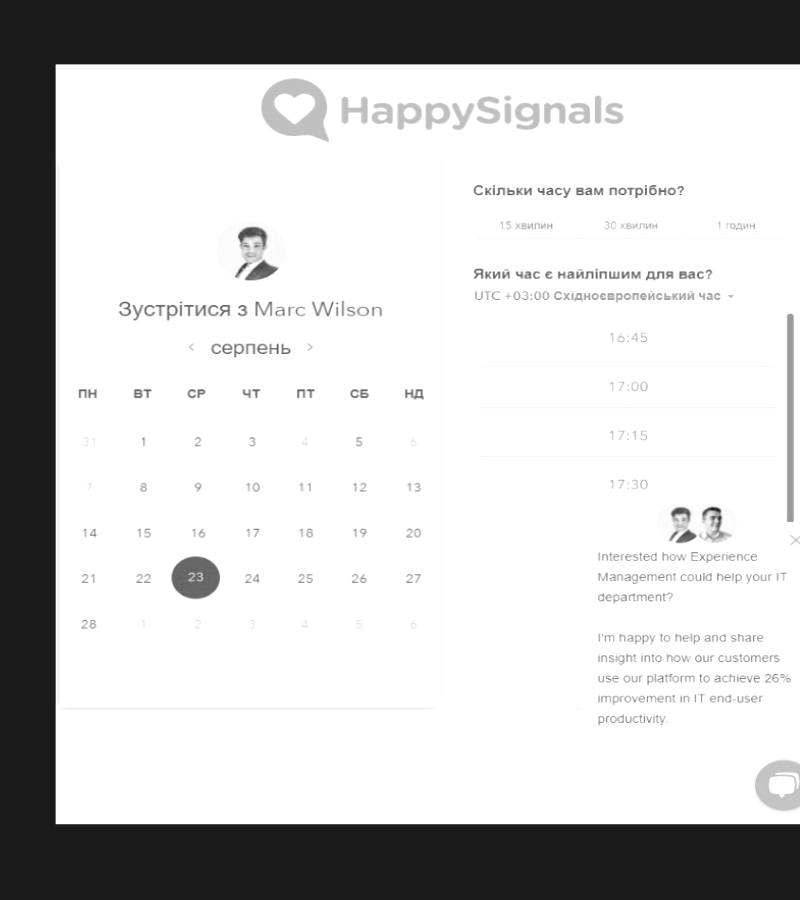 HappySignals
Зустрітися з Marc Wilson
серпень
ПН ВТ СР ЧТ ПТ СБ НД
31 1 2 3 4 5 6
7 8 9 10 11 12 13
14 15 16 17 18 19 20
21 22 23 24 25 26 27
28 1 2 3 4 5 6
Скільки часу вам потрібно?
15 хвилин 30 хвилин 1 годин
Який час є найліпшим для вас?
UTC +03:00 Східноєвропейський час
16:45
17:00
17:15
17:30
Interested how Experience
Management could help your IT
department?
I'm happy to help and share
insight into how our customers
use our platform to achieve 26%
improvement in IT end-user
productivity.